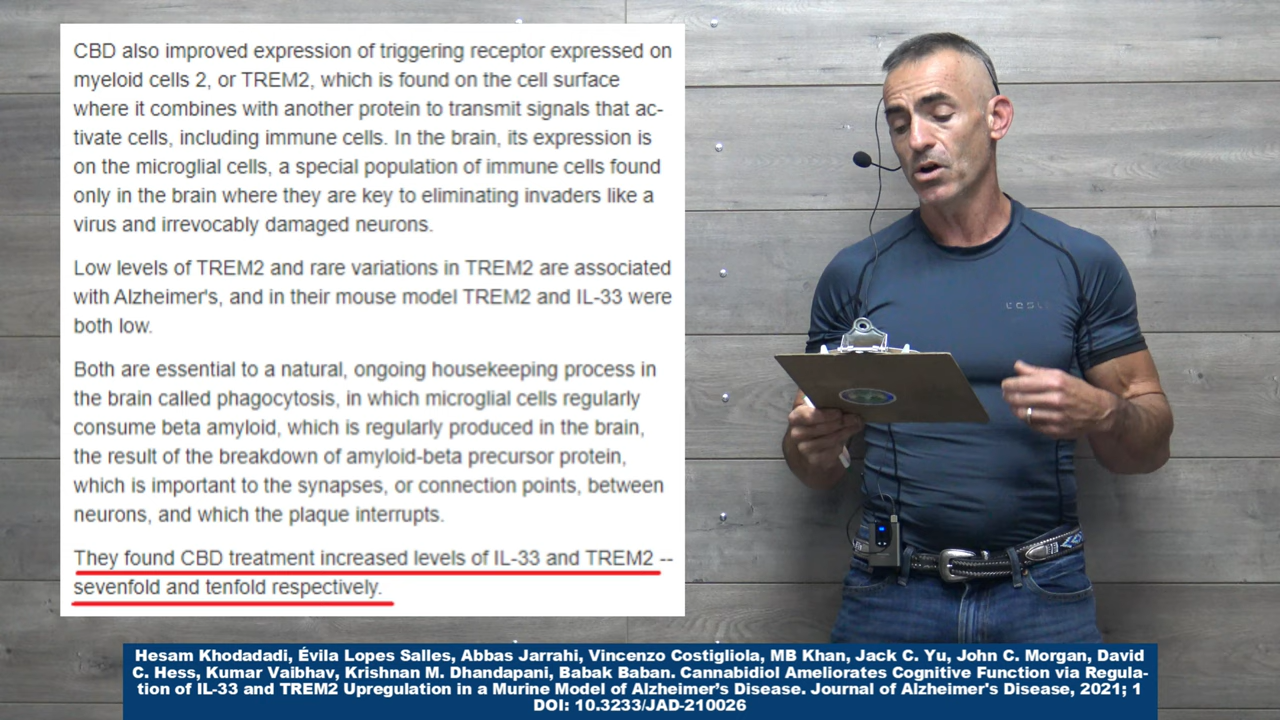 CBD also improved expression of triggering receptor expressed on
myeloid cells 2, or TREM2, which is found on the cell surface
where it combines with another protein to transmit signals that ac-
tivate cells, including immune cells. In the brain, its expression is
on the microglial cells, a special population of immune cells found
only in the brain where they are key to eliminating invaders like a
virus and irrevocably damaged neurons.
Low levels of TREM2 and rare variations in TREM2 are associated
with Alzheimer's, and in their mouse model TREM2 and IL-33 were
both low.
Both are essential to a natural, ongoing housekeeping process in
the brain called phagocytosis, in which microglial cells regularly
consume beta amyloid, which is regularly produced in the brain,
the result of the breakdown of amyloid-beta precursor protein,
which is important to the synapses, or connection points, between
neurons, and which the plaque interrupts.
They found CBD treatment increased levels of IL-33 and TREM2 --
sevenfold and tenfold respectively.
Hesam Khodadadi, Évila Lopes Salles, Abbas Jarrahi, Vincenzo Costigliola, MB Khan, Jack C. Yu, John C. Morgan, David
C. Hess, Kumar Vaibhav, Krishnan M. Dhandapani, Babak Baban. Cannabidiol Ameliorates Cognitive Function via Regula-
tion of IL-33 and TREM2 Upregulation in a Murine Model of Alzheimer’s Disease. Journal of Alzheimer's Disease, 2021; 1
DOI: 10.3233/JAD-210026